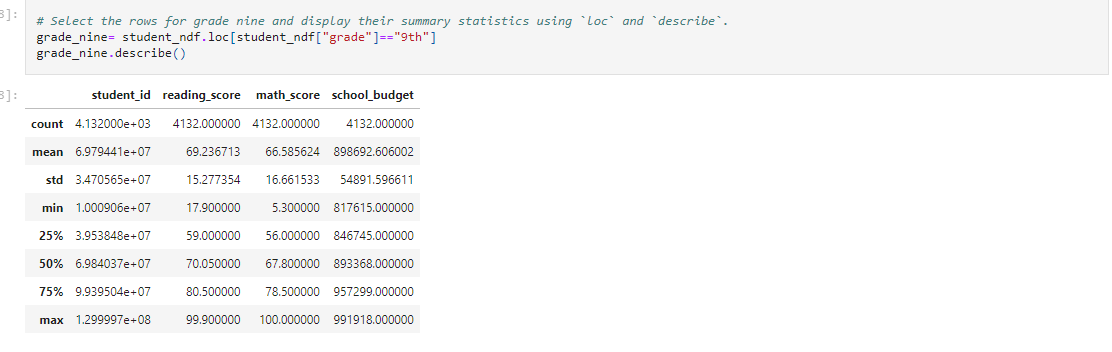 8]:
# Select the rows for grade nine and display their summary statistics using `loc` and `describe`.
grade_nine= student_ndf.loc[student_ndf["grade"]=="9th"]
grade_nine.describe()
8]:
student_id reading_score math_score school_budget
count 4.132000e+03 4132.000000 4132.000000 4132.000000
mean 6.979441e+07 69.236713 66.585624 898692.606002
std 3.470565e+07 15.277354 16.661533 54891.596611
min 1.000906e+07 17.900000 5.300000 817615.000000
25% 3.953848e+07 59.000000 56.000000 846745.000000
50% 6.984037e+07 70.050000 67.800000 893368.000000
75% 9.939504e+07 80.500000 78.500000 957299.000000
max 1.299997e+08 99.900000 100.000000 991918.000000